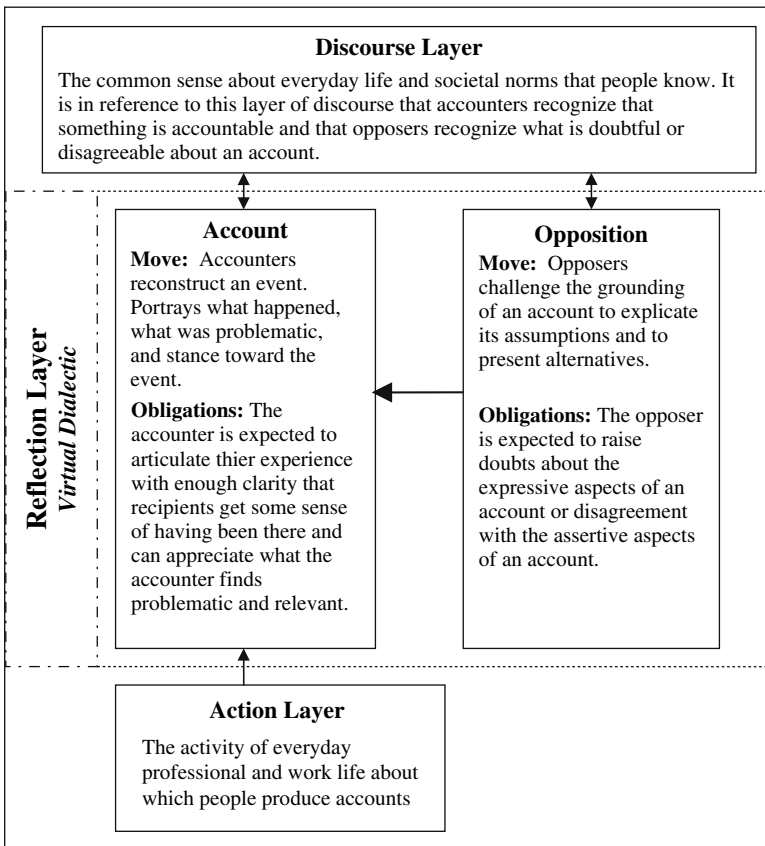 Discourse Layer
The common sense about everyday life and societal norms that people know. It
is in reference to this layer of discourse that accounters recognize that
something is accountable and that opposers recognize what is doubtful or
disagreeable about an account.
Reflection Layer
Virtual Dialectic
Account
Move: Accounters
reconstruct an event.
Portrays what happened,
what was problematic,
and stance toward the
event.
Obligations: The
accounter is expected to
articulate thier experience
with enough clarity that
recipients get some sense
of having been there and
can appreciate what the
accounter finds
problematic and relevant.
Opposition
Move: Opposers
challenge the grounding
of an account to explicate
its assumptions and to
present alternatives.
Obligations: The opposer
is expected to raise
doubts about the
expressive aspects of an
account or disagreement
with the assertive aspects
of an account.
Action Layer
The activity of everyday
professional and work life about
which people produce accounts